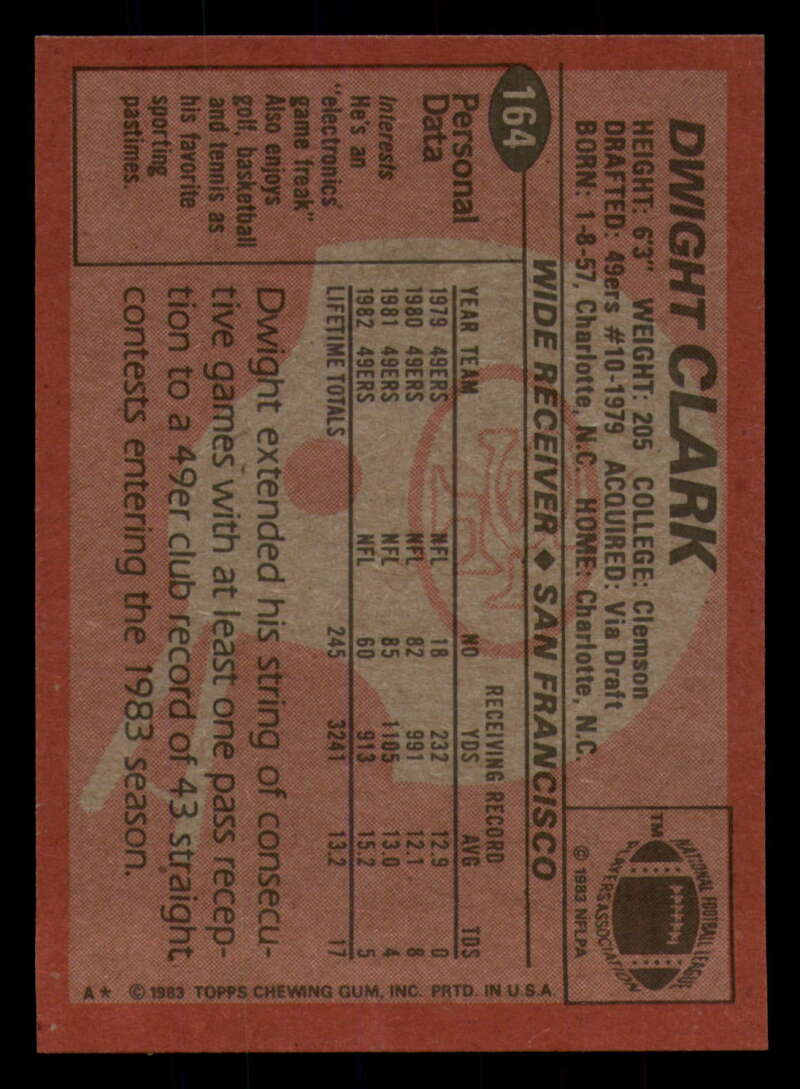 DWIGHT CLARK
HEIGHT: 6'3" WEIGHT: 205 COLLEGE: Clemson
DRAFTED: 49ers #10-1979 ACQUIRED: Via Draft
BORN: 1-8-57, Charlotte, N.C. HOME: Charlotte, N.C.
NATIONAL FOOTBALL LEAGUE
PLAYERS ASSOCIATION
TM
© 1983 NFLPA
164
WIDE RECEIVER ♦ SAN FRANCISCO
Personal
Data
Interests
He's an
"electronics
game freak"
Also enjoys
golf, basketball
and tennis as
his favorite
sporting
pastimes.
RECEIVING RECORD
YEAR TEAM NO YDS AVG TDS
1979 49ERS NFL 18 232 12.9 0
1980 49ERS NFL 82 991 12.1 8
1981 49ERS NFL 85 1105 13.0 4
1982 49ERS NFL 60 913 15.2 5
LIFETIME TOTALS 245 3241 13.2 17
Dwight extended his string of consecu-
tive games with at least one pass recep-
tion to a 49er club record of 43 straight
contests entering the 1983 season.
A* © 1983 TOPPS CHEWING GUM, INC. PRTD. IN U.S.A.